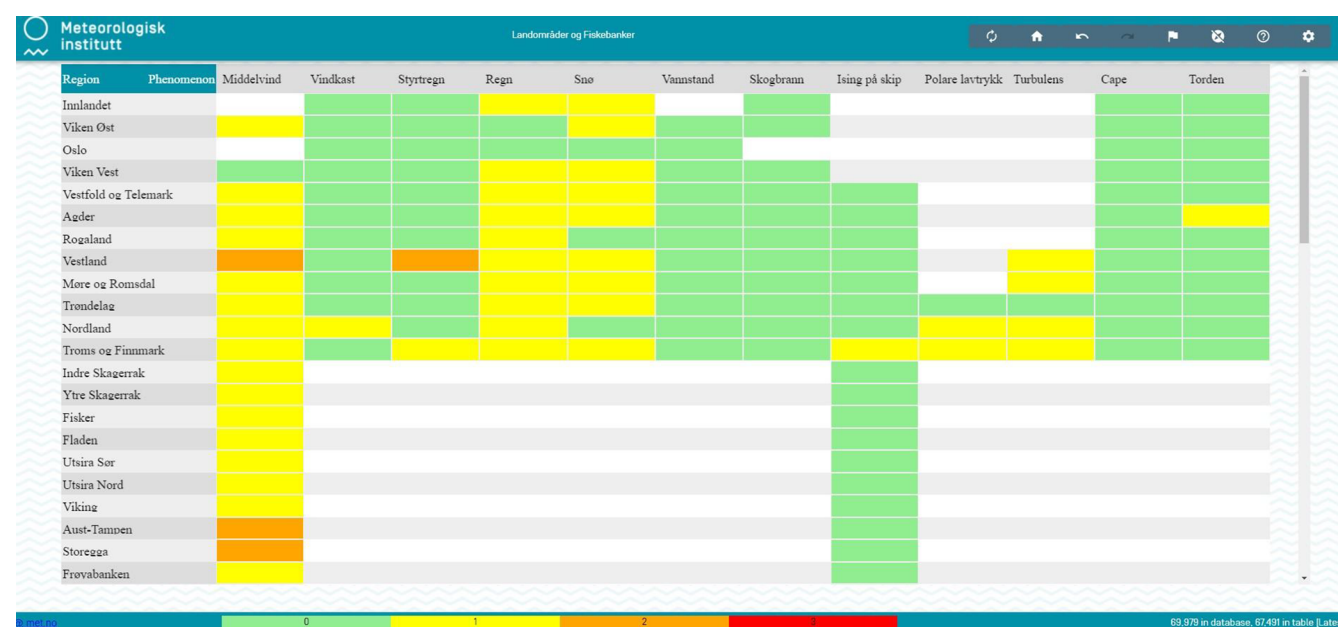 Meteorologisk
institutt
Landområder og Fiskebanker
Region Phenomenon Middelvind Vindkast Styrtregn Regn Snø Vannstand Skogbrann Ising på skip Polare lavtrykk Turbulens Cape Torden
Innlandet
Viken Øst
Oslo
Viken Vest
Vestfold og Telemark
Agder
Rogaland
Vestland
Møre og Romsdal
Trøndelag
Nordland
Troms og Finnmark
Indre Skagerrak
Ytre Skagerrak
Fisker
Fladen
Utsira Sør
Utsira Nord
Viking
Aust-Tampen
Storegga
Frøyabanken
© met.no 0 1 2 3 69,979 in database, 67,491 in table [Late